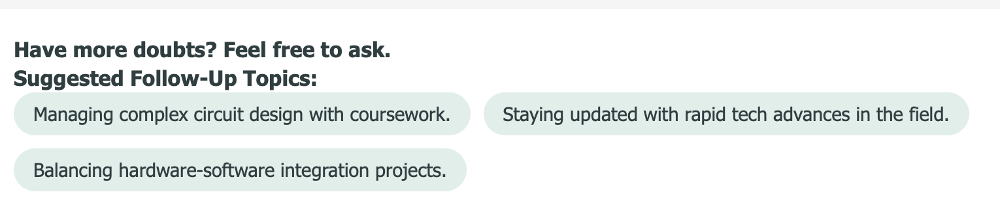 Have more doubts? Feel free to ask.
Suggested Follow-Up Topics:
Managing complex circuit design with coursework.
Staying updated with rapid tech advances in the field.
Balancing hardware-software integration projects.